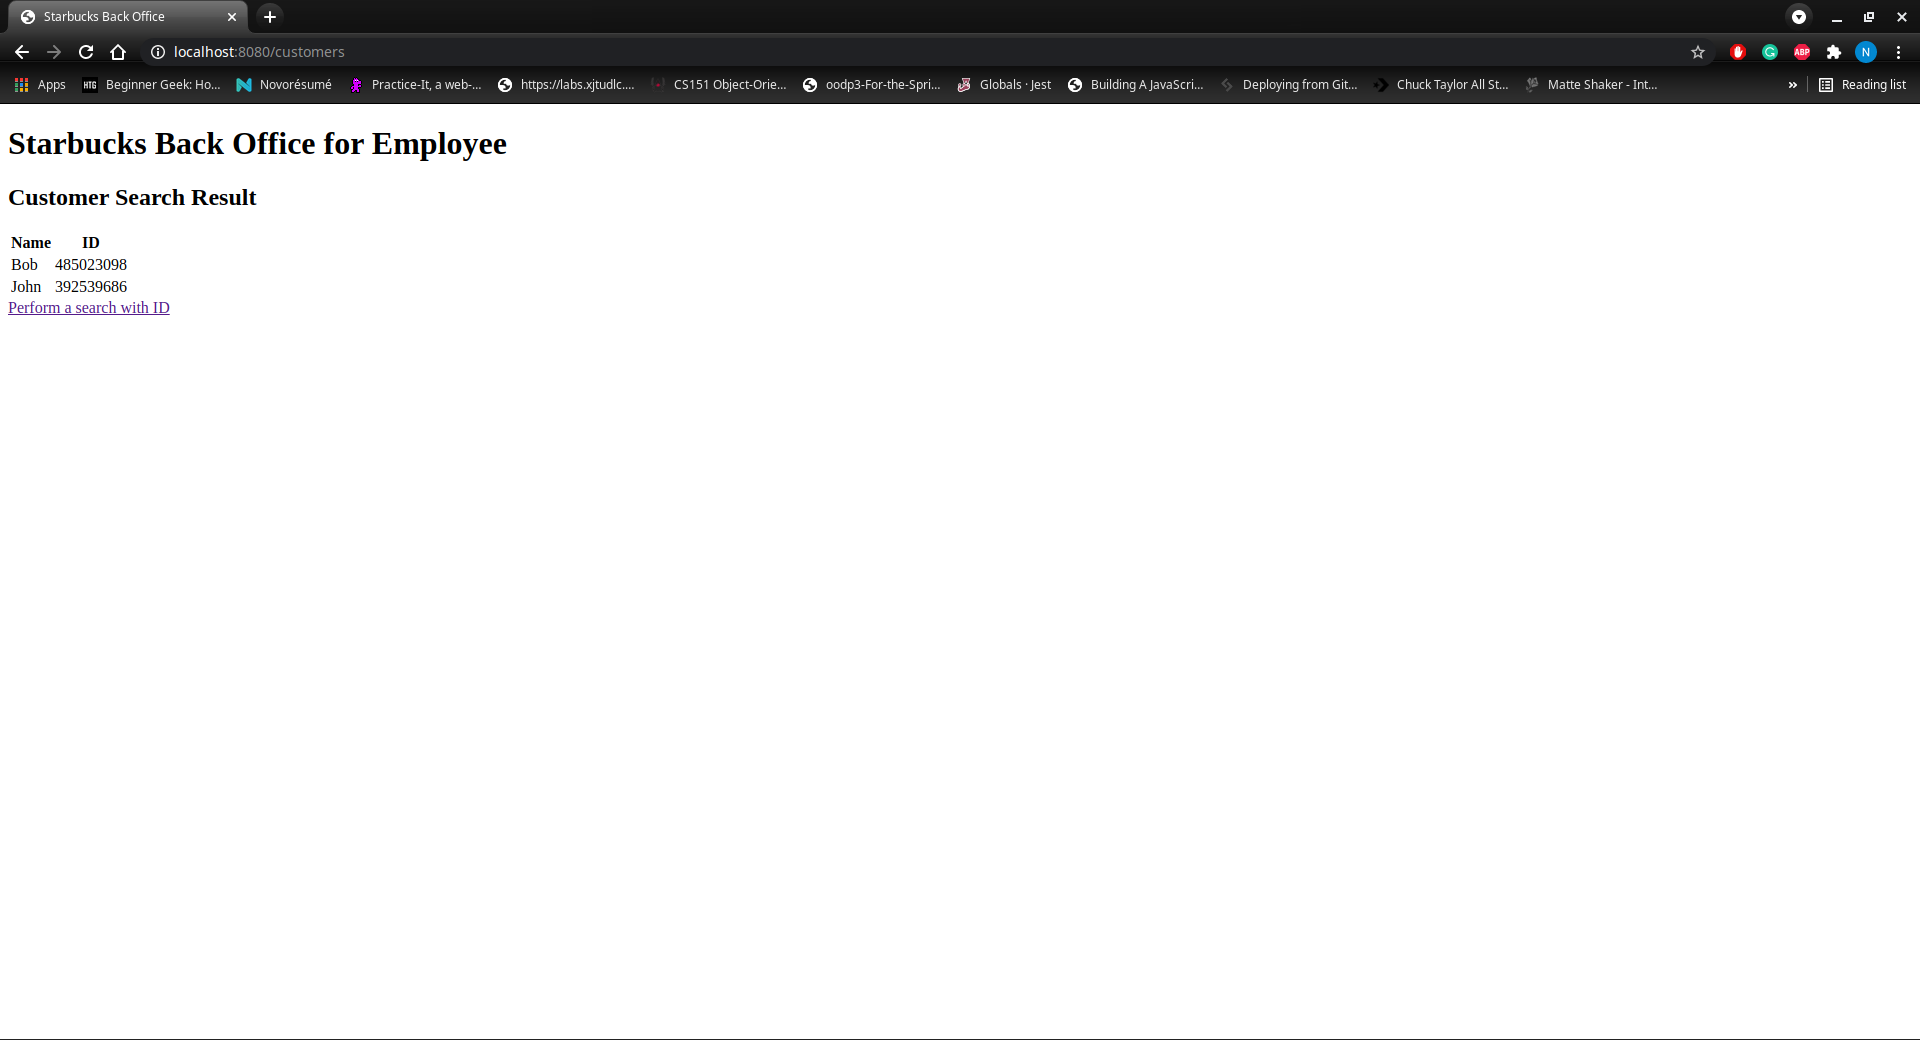 Starbucks Back Office
localhost:8080/customers
ABP
N
Apps
HTG Beginner Geek: Ho...
Novorésumé
Practice-It, a web-...
https://labs.xjtudlc....
CS151 Object-Orie...
oodp3-For-the-Spri...
Globals · Jest
Building A JavaScri...
Deploying from Git...
Chuck Taylor All St...
Matte Shaker - Int...
»
Reading list
Starbucks Back Office for Employee
Customer Search Result
Name ID
Bob 485023098
John 392539686
Perform a search with ID